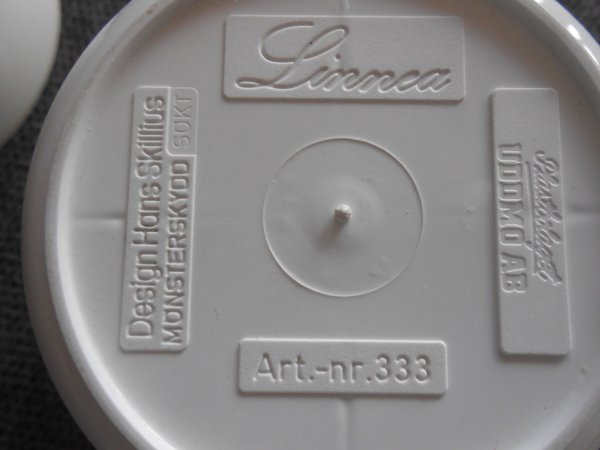 Linnea
Design Hans Skillius
MÖNSTERSKYDD SÖKT
UDDMO AB
Art.-nr.333